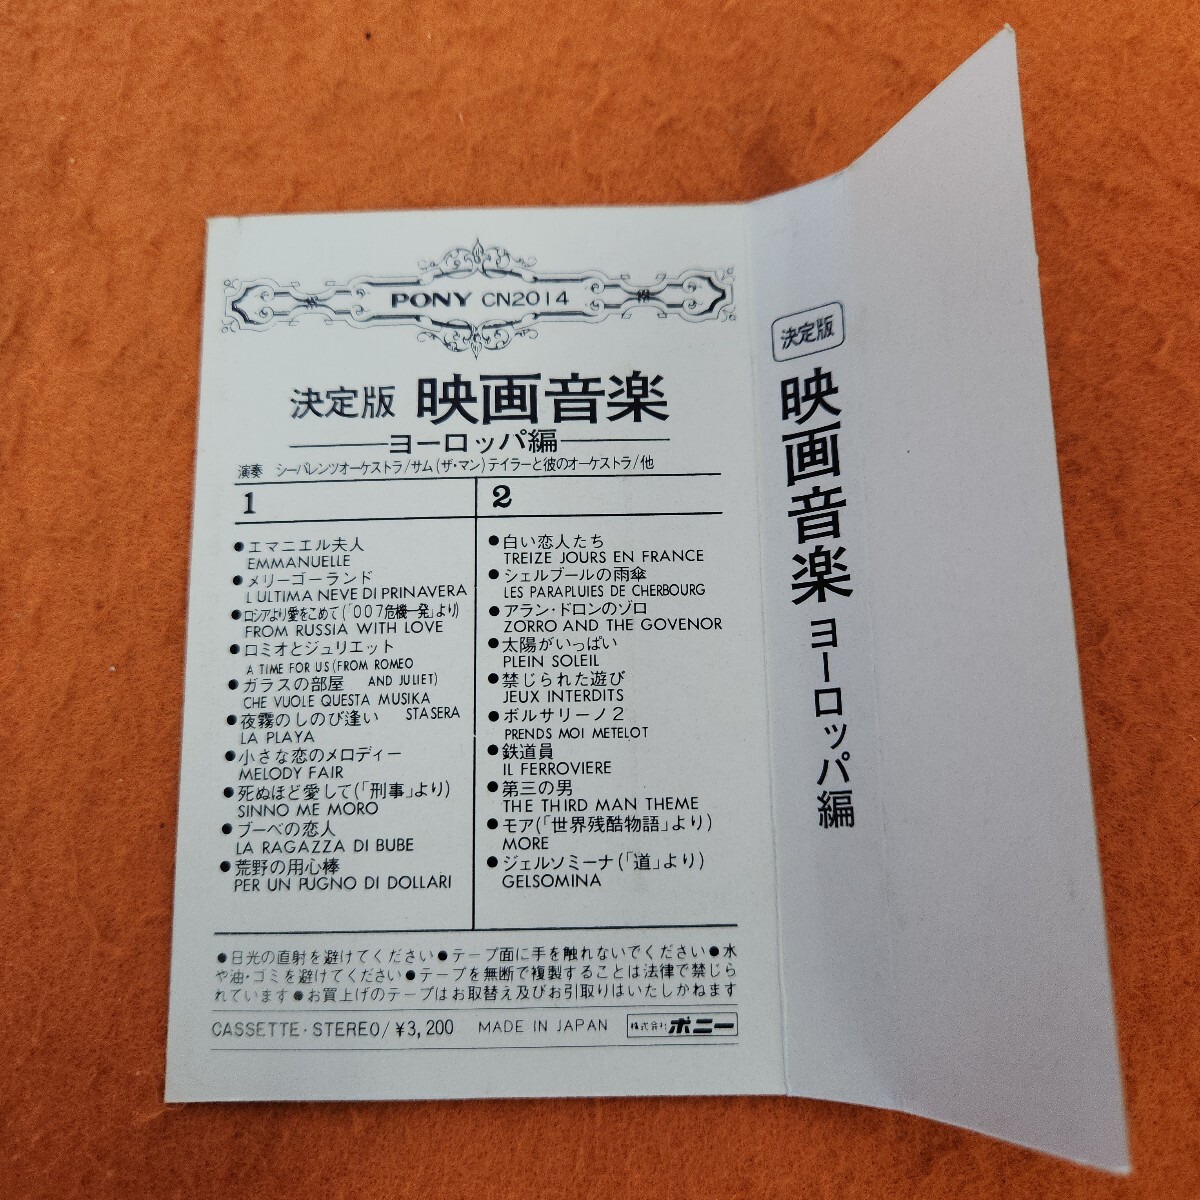 PONY CN2014
決定版 映画音楽
ヨーロッパ編
演奏 シーバレンツオーケストラ/サム(ザ・マン)テイラーと彼のオーケストラ/他
1
●エマニエル夫人
EMMANUELLE
●メリーゴーランド
L'ULTIMA NEVE DI PRINAVERA
●ロシアより愛をこめて(「007危機一発」より)
FROM RUSSIA WITH LOVE
●ロミオとジュリエット
A TIME FOR US (FROM ROMEO
AND JULIET)
●ガラスの部屋
CHE VUOLE QUESTA MUSIKA
STASERA
●夜霧のしのび逢い
LA PLAYA
●小さな恋のメロディー
MELODY FAIR
●死ぬほど愛して(「刑事」より)
SINNO ME MORO
●ブーベの恋人
LA RAGAZZA DI BUBE
●荒野の用心棒
PER UN PUGNO DI DOLLARI
2
●白い恋人たち
TREIZE JOURS EN FRANCE
●シェルブールの雨傘
LES PARAPLUIES DE CHERBOURG
●アラン・ドロンのゾロ
ZORRO AND THE GOVENOR
●太陽がいっぱい
PLEIN SOLEIL
●禁じられた遊び
JEUX INTERDITS
●ボルサリーノ2
PRENDS MOI METELOT
●鉄道員
IL FERROVIERE
●第三の男
THE THIRD MAN THEME
●モア(「世界残酷物語」より)
MORE
●ジェルソミーナ(「道」より)
GELSOMINA
●日光の直射を避けてください●テープ面に手を触れないでください●水
や油・ゴミを避けてください●テープを無断で複製することは法律で禁じら
れています●お買上げのテープはお取替え及びお引取りはいたしかねます
CASSETTE・STEREO/¥3,200 MADE IN JAPAN 株式会社ポニー
決定版
映画音楽 ヨーロッパ編